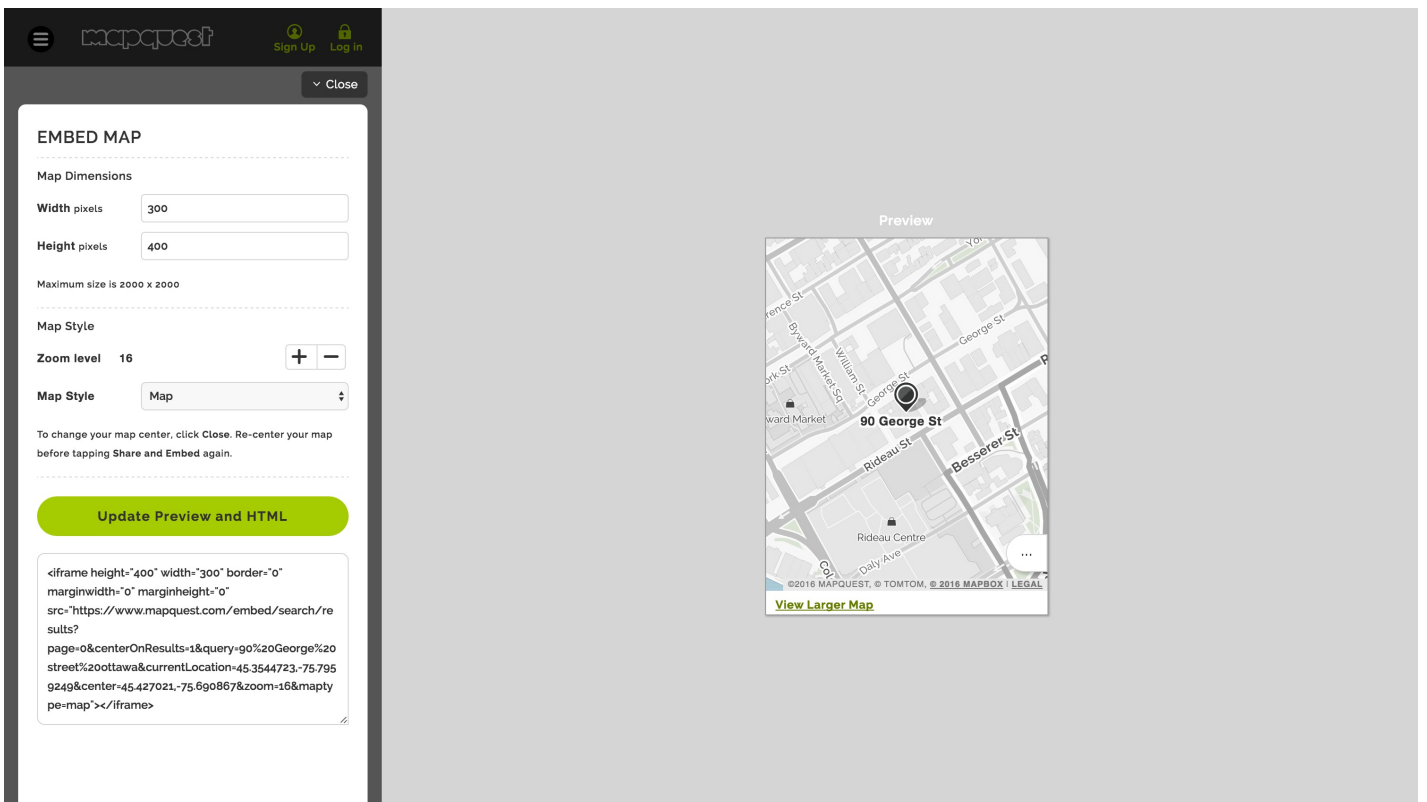 mapquest
Sign Up Log in
Close
EMBED MAP
Map Dimensions
Width pixels 300
Height pixels 400
Maximum size is 2000 x 2000
Map Style
Zoom level 16
Map Style Map
To change your map center, click Close. Re-center your map
before tapping Share and Embed again.
Update Preview and HTML
<iframe height="400" width="300" border="0"
marginwidth="0" marginheight="0"
src="https://www.mapquest.com/embed/search/re
sults?
page=0&centerOnResults=1&query=90%20George%20
street%20ottawa&currentLocation=45.3544723,-75.795
9249&center=45.427021,-75.690867&zoom=16&mapty
pe=map"></iframe>
Preview
Yor
rence St
George St
Byward Market Sq
William St
ork St
George St
ward Market
90 George St
Rideau St
Besserer St
R
Rideau Centre
Daly Ave
Col
...
©2016 MAPQUEST, © TOMTOM, © 2016 MAPBOX | LEGAL
View Larger Map